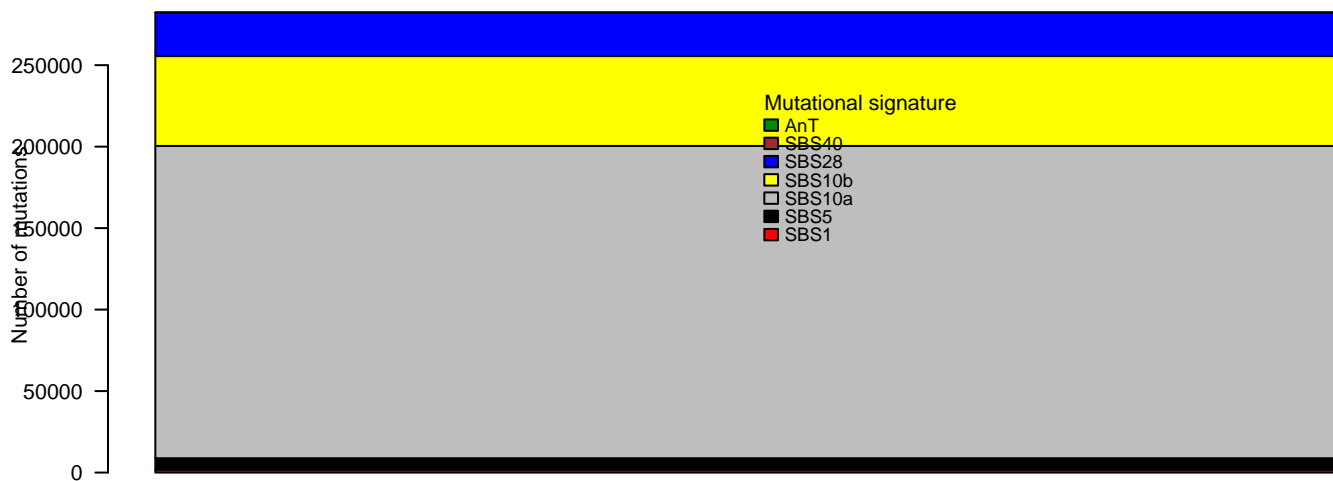 Number of mutations
250000
200000
150000
100000
50000
0
Mutational signature
AnT
SBS40
SBS28
SBS10b
SBS10a
SBS5
SBS1